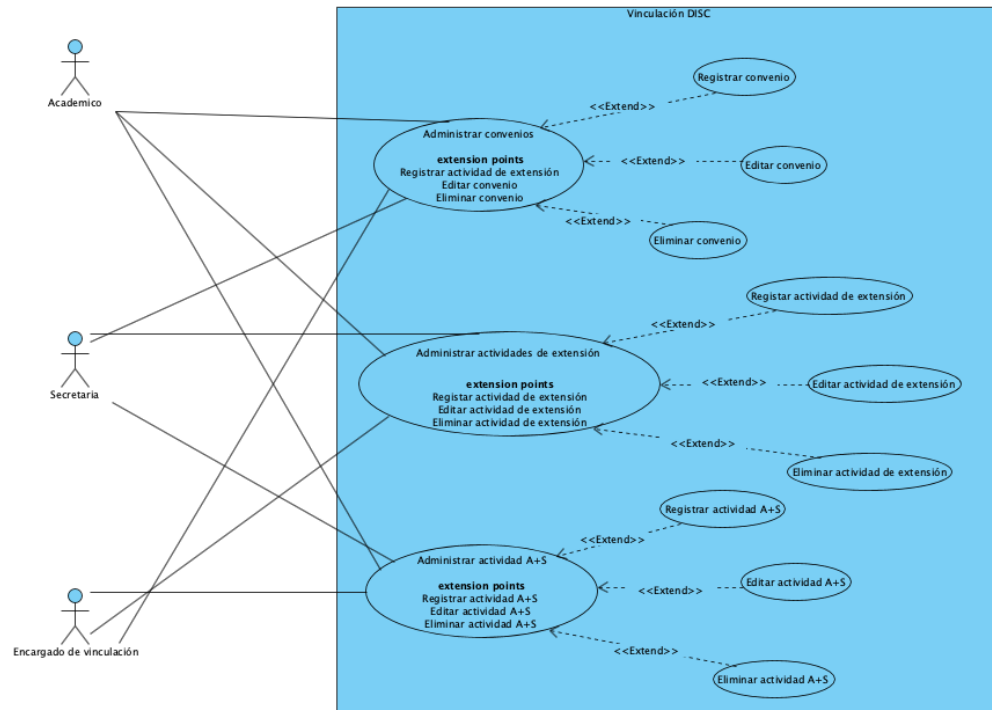 Vinculación DISC
Academico
Registrar convenio
<<Extend>>
Administrar convenios
extension points
Registrar actividad de extensión
Editar convenio
Eliminar convenio
<<Extend>>
Editar convenio
<<Extend>>
Eliminar convenio
Secretaria
Registar actividad de extensión
<<Extend>>
Administrar actividades de extensión
extension points
Registar actividad de extensión
Editar actividad de extensión
Eliminar actividad de extensión
<<Extend>>
Editar actividad de extensión
<<Extend>>
Eliminar actividad de extensión
Encargado de vinculación
Registrar actividad A+S
<<Extend>>
Administrar actividad A+S
extension points
Registrar actividad A+S
Editar actividad A+S
Eliminar actividad A+S
<<Extend>>
Editar actividad A+S
<<Extend>>
Eliminar actividad A+S